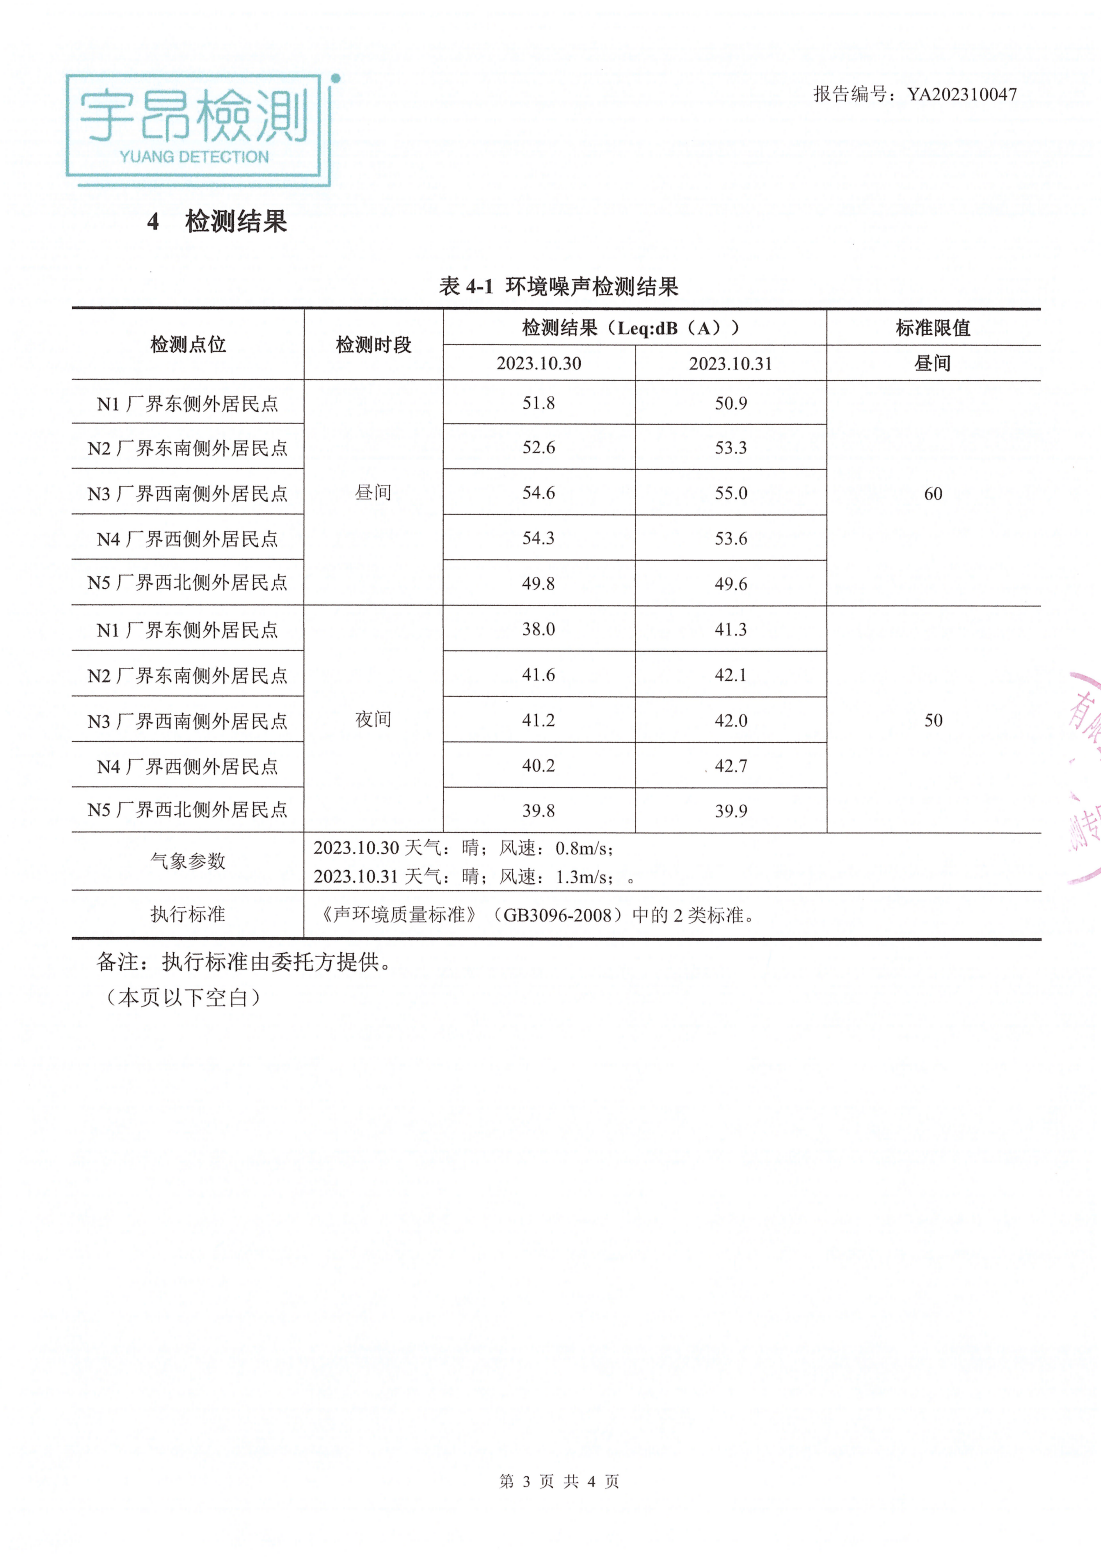 宇昂檢測
YUANG DETECTION
报告编号：YA202310047
4 检测结果
表 4-1 环境噪声检测结果
检测点位 检测时段 检测结果（Leq:dB（A）） 标准限值
2023.10.30 2023.10.31 昼间
N1 厂界东侧外居民点 51.8 50.9
N2 厂界东南侧外居民点 52.6 53.3
N3 厂界西南侧外居民点 昼间 54.6 55.0 60
N4 厂界西侧外居民点 54.3 53.6
N5 厂界西北侧外居民点 49.8 49.6
N1 厂界东侧外居民点 38.0 41.3
N2 厂界东南侧外居民点 41.6 42.1
N3 厂界西南侧外居民点 夜间 41.2 42.0 50
N4 厂界西侧外居民点 40.2 42.7
N5 厂界西北侧外居民点 39.8 39.9
气象参数 2023.10.30 天气：晴；风速：0.8m/s；
2023.10.31 天气：晴；风速：1.3m/s；。
执行标准 《声环境质量标准》（GB3096-2008）中的 2 类标准。
备注：执行标准由委托方提供。
（本页以下空白）
有限
测专
第 3 页 共 4 页